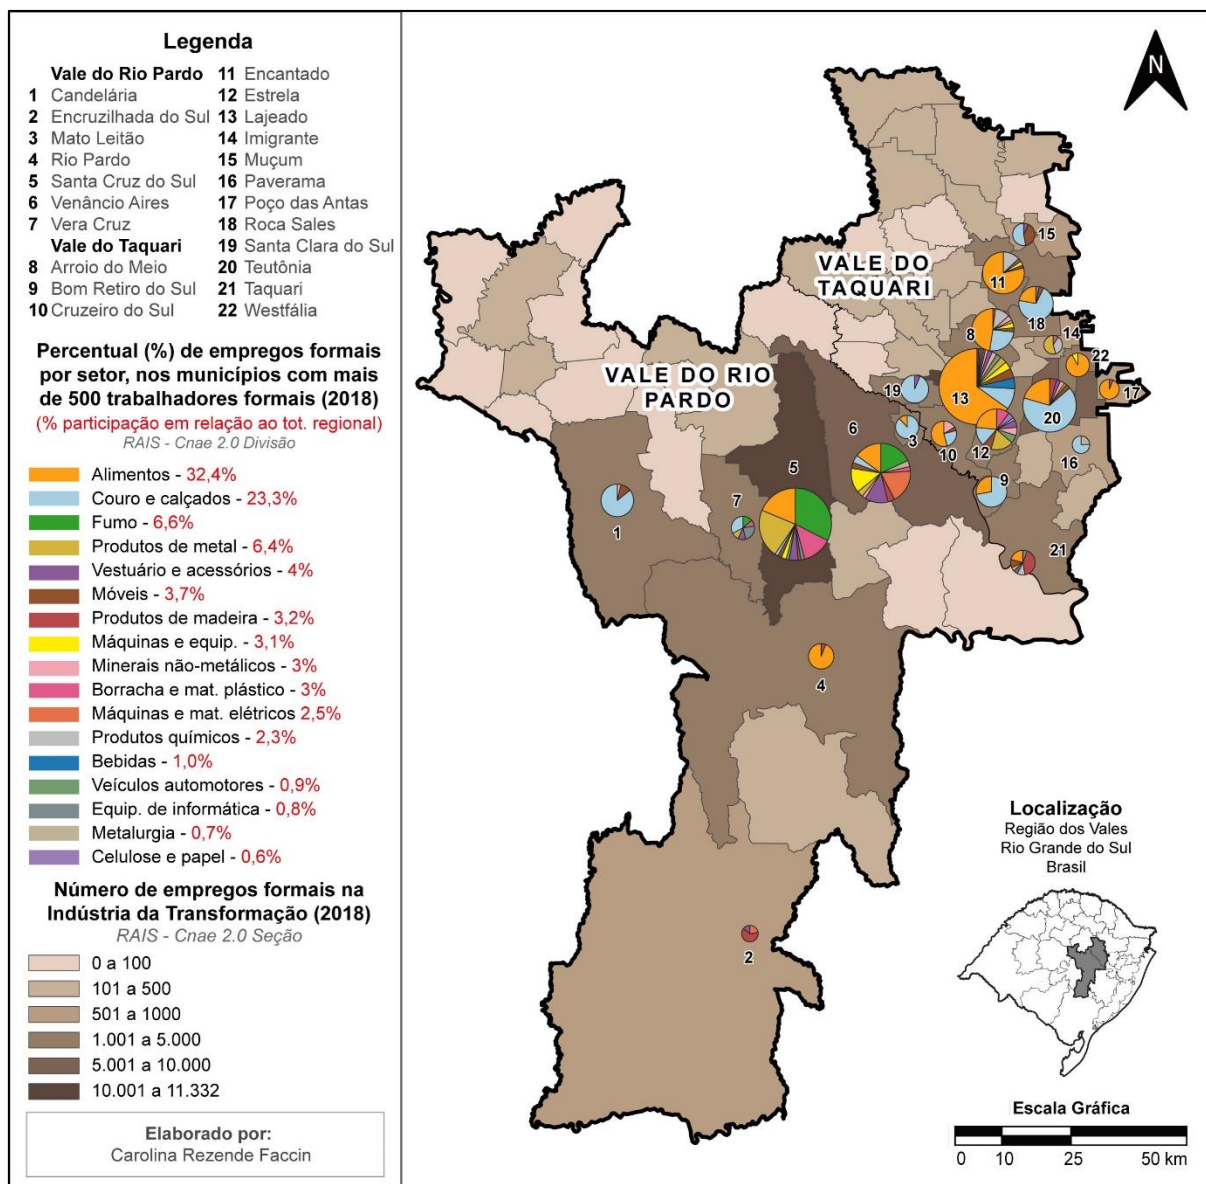 Legenda
Vale do Rio Pardo
1 Candelária
2 Encruzilhada do Sul
3 Mato Leitão
4 Rio Pardo
5 Santa Cruz do Sul
6 Venâncio Aires
7 Vera Cruz
Vale do Taquari
8 Arroio do Meio
9 Bom Retiro do Sul
10 Cruzeiro do Sul
11 Encantado
12 Estrela
13 Lajeado
14 Imigrante
15 Muçum
16 Paverama
17 Poço das Antas
18 Roca Sales
19 Santa Clara do Sul
20 Teutônia
21 Taquari
22 Westfália
Percentual (%) de empregos formais
por setor, nos municípios com mais
de 500 trabalhadores formais (2018)
(% participação em relação ao tot. regional)
RAIS - Cnae 2.0 Divisão
Alimentos - 32,4%
Couro e calçados - 23,3%
Fumo - 6,6%
Produtos de metal - 6,4%
Vestuário e acessórios - 4%
Móveis - 3,7%
Produtos de madeira - 3,2%
Máquinas e equip. - 3,1%
Minerais não-metálicos - 3%
Borracha e mat. plástico - 3%
Máquinas e mat. elétricos 2,5%
Produtos químicos - 2,3%
Bebidas - 1,0%
Veículos automotores - 0,9%
Equip. de informática - 0,8%
Metalurgia - 0,7%
Celulose e papel - 0,6%
Número de empregos formais na
Indústria da Transformação (2018)
RAIS - Cnae 2.0 Seção
0 a 100
101 a 500
501 a 1000
1.001 a 5.000
5.001 a 10.000
10.001 a 11.332
Elaborado por:
Carolina Rezende Faccin
N
VALE DO
TAQUARI
VALE DO RIO
PARDO
15
11
18
8
14
22
19
13
17
20
3
10
12
16
6
5
9
7
1
21
4
2
Localização
Região dos Vales
Rio Grande do Sul
Brasil
Escala Gráfica
0 10 25 50 km